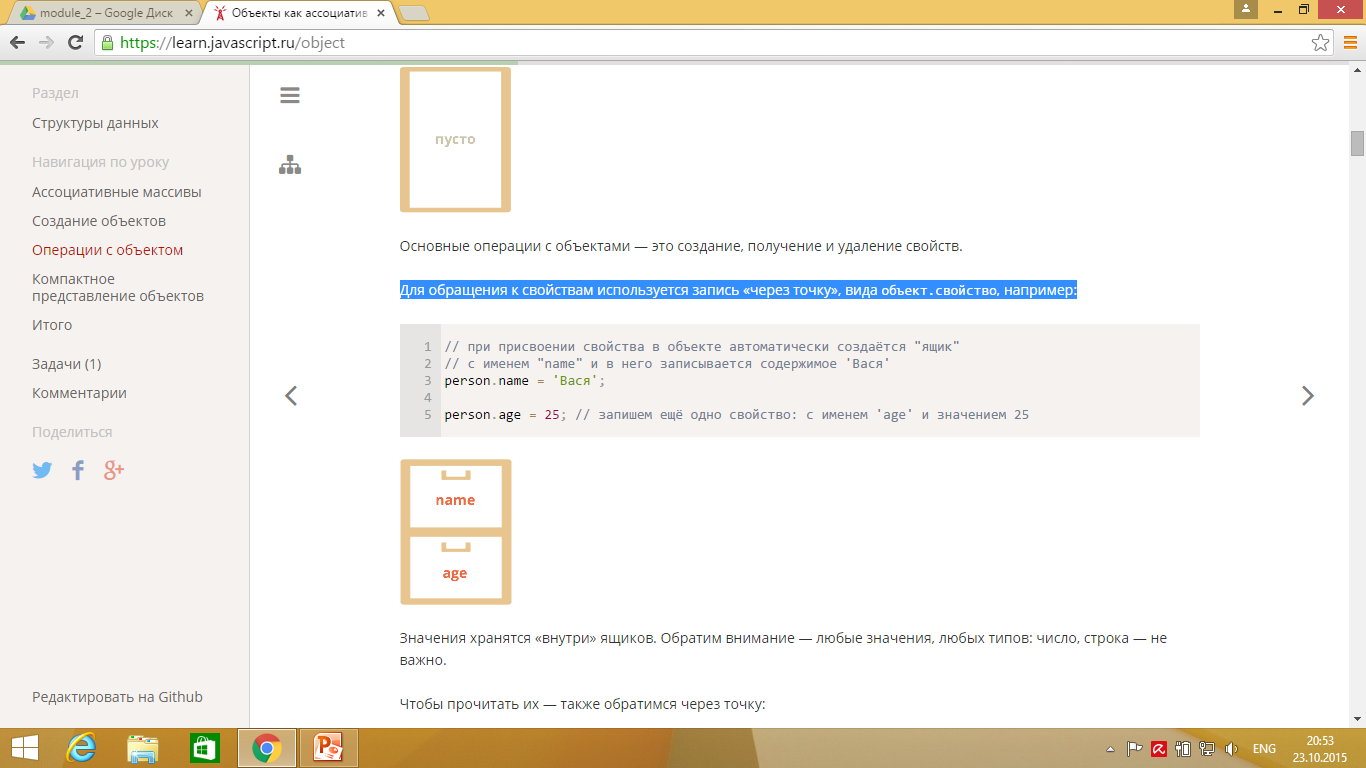 module_2 – Google Диск
Объекты как ассоциатив
https://learn.javascript.ru/object
Раздел
Структуры данных
Навигация по уроку
Ассоциативные массивы
Создание объектов
Операции с объектом
Компактное
представление объектов
Итого
Задачи (1)
Комментарии
Поделиться
Редактировать на Github
пусто
Основные операции с объектами — это создание, получение и удаление свойств.
Для обращения к свойствам используется запись «через точку», вида объект.свойство, например:
1 // при присвоении свойства в объекте автоматически создаётся "ящик"
2 // с именем "name" и в него записывается содержимое 'Вася'
3 person.name = 'Вася';
4
5 person.age = 25; // запишем ещё одно свойство: с именем 'age' и значением 25
name
age
Значения хранятся «внутри» ящиков. Обратим внимание — любые значения, любых типов: число, строка — не
важно.
Чтобы прочитать их — также обратимся через точку:
ENG
20:53
23.10.2015